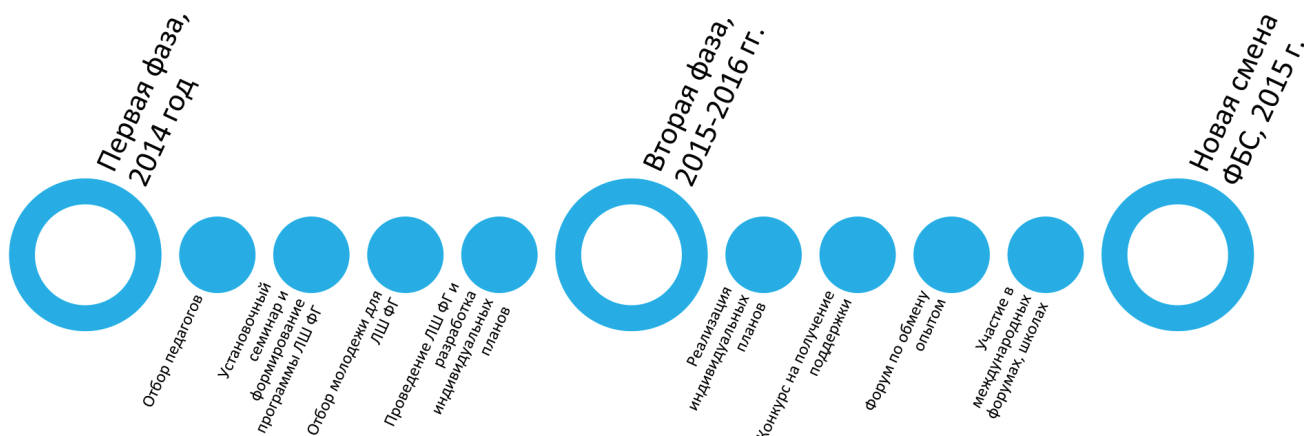 Первая фаза,
2014 год
Отбор педагогов
Установочный
семинар и
формирование
программы ЛШ ФГ
Отбор молодежи для
ЛШ ФГ
Проведение ЛШ ФГ и
разработка
индивидуальных
планов
Вторая фаза,
2015-2016 гг.
Реализация
индивидуальных
планов
Конкурс на получение
поддержки
Форум по обмену
опытом
Участие в
международных
форумах, школах
Новая смена
ФБС, 2015 г.